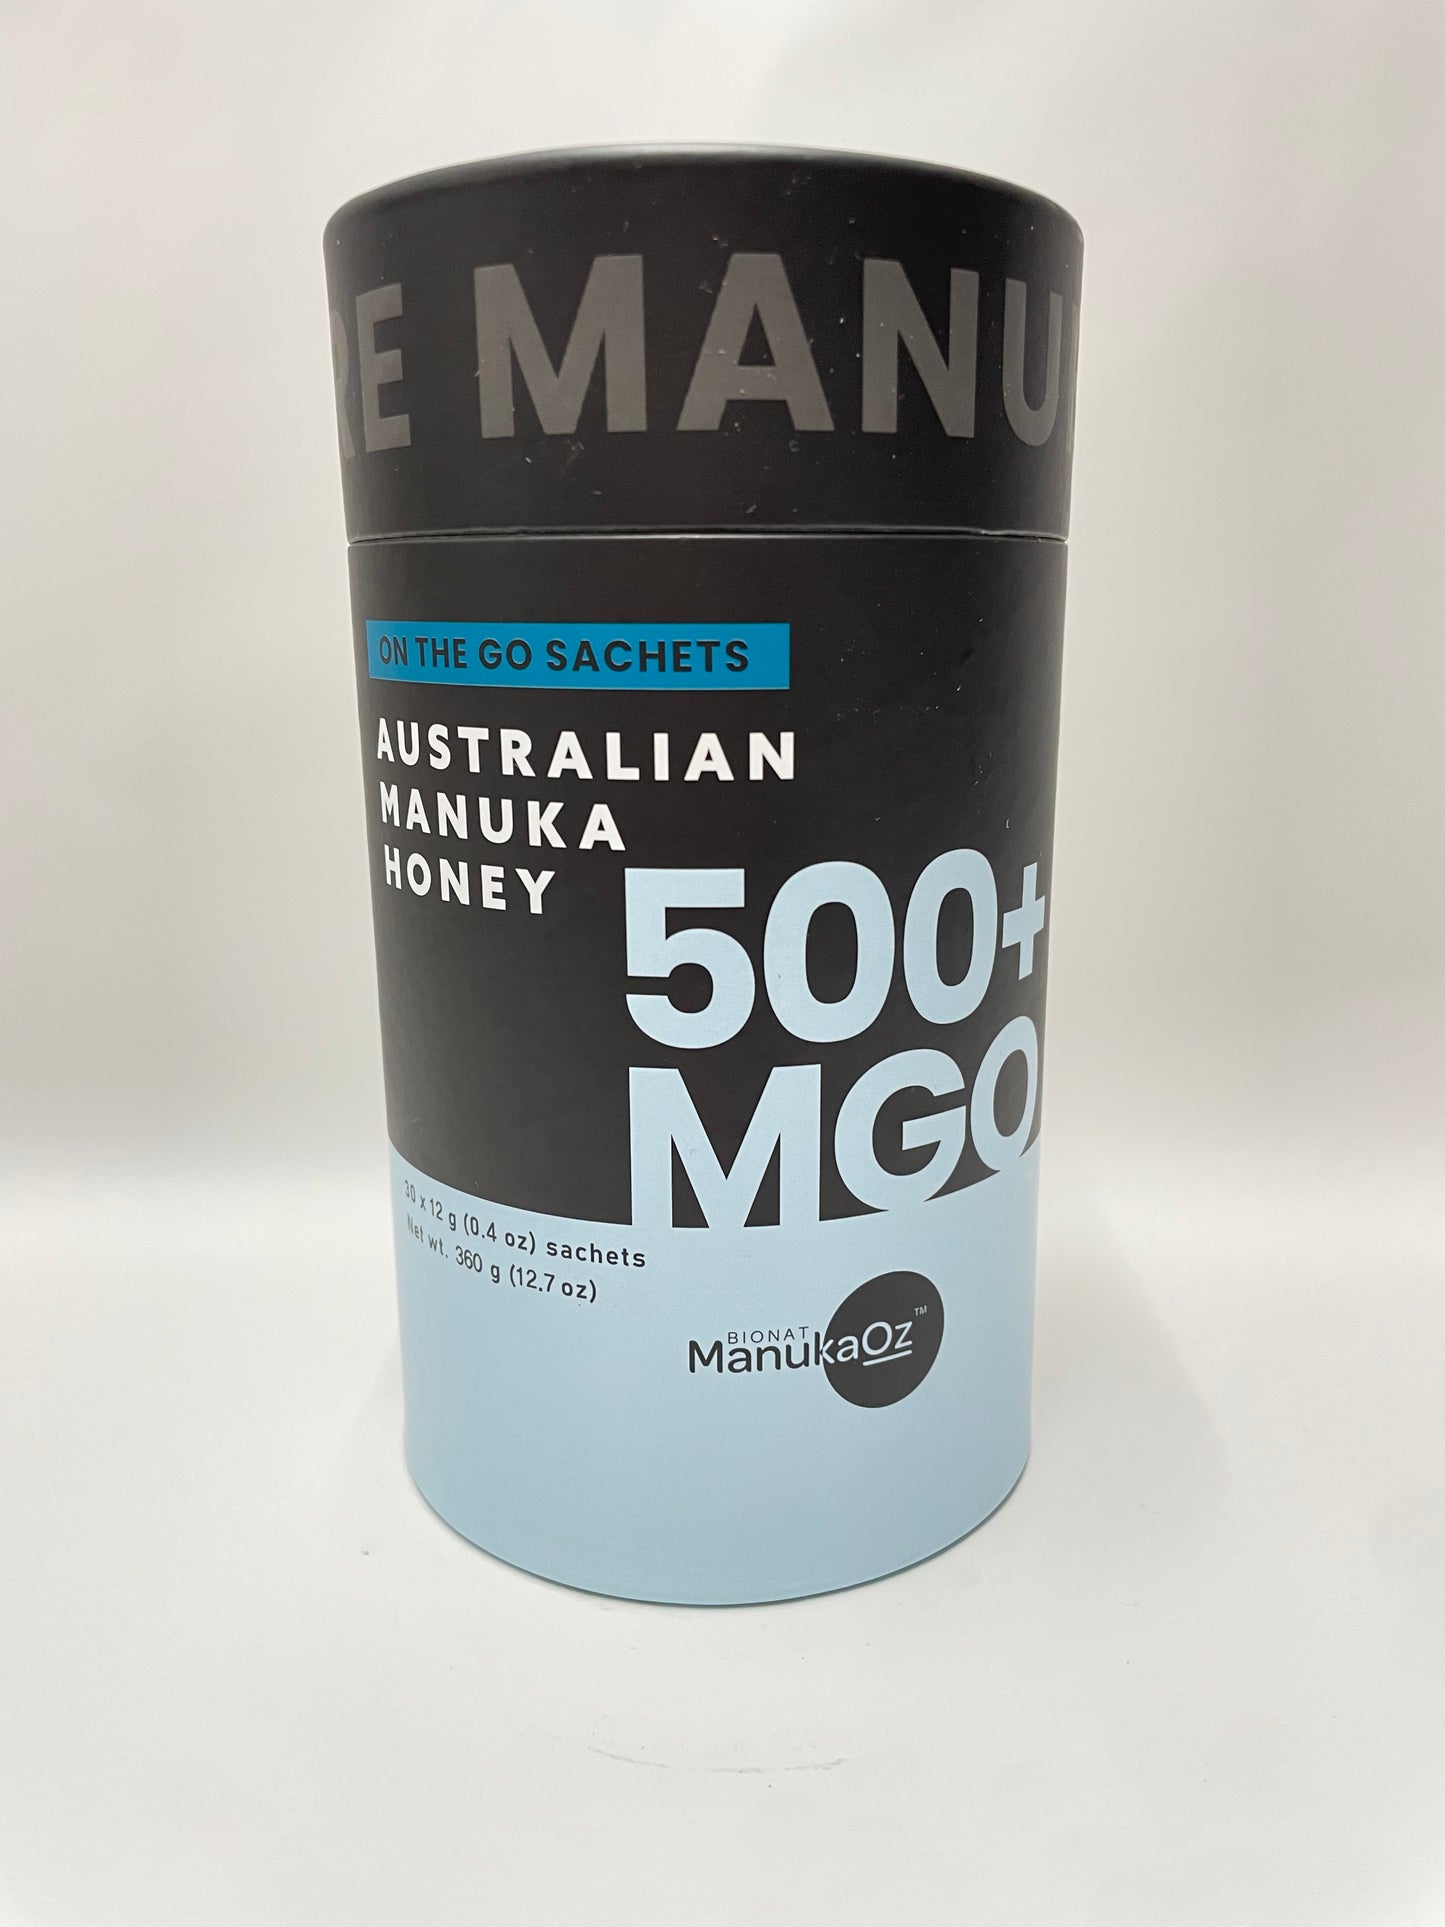 RE MANU
ON THE GO SACHETS
AUSTRALIAN
MANUKA
HONEY
500+
MGO
30 x 12 g (0.4 oz) sachets
Net wt. 360 g (12.7 oz)
BIONAT
ManukaOz™